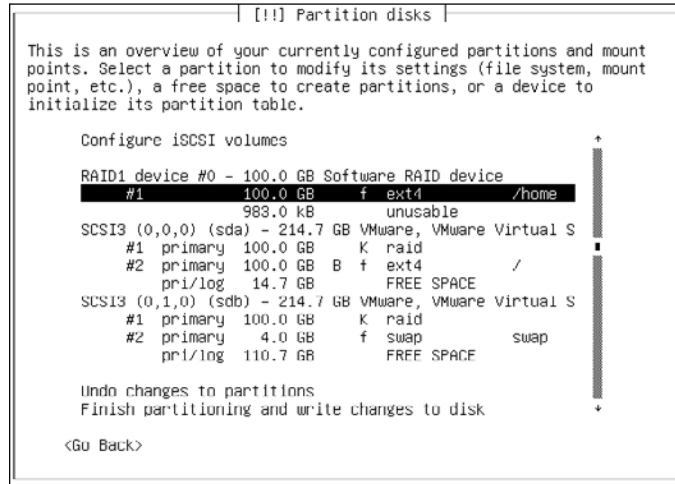 [!!] Partition disks
This is an overview of your currently configured partitions and mount
points. Select a partition to modify its settings (file system, mount
point, etc.), a free space to create partitions, or a device to
initialize its partition table.
Configure iSCSI volumes
RAID1 device #0 - 100.0 GB Software RAID device
#1 100.0 GB f ext4 /home
983.0 kB unusable
SCSI3 (0,0,0) (sda) - 214.7 GB VMware, VMware Virtual S
#1 primary 100.0 GB K raid
#2 primary 100.0 GB B f ext4 /
pri/log 14.7 GB FREE SPACE
SCSI3 (0,1,0) (sdb) - 214.7 GB VMware, VMware Virtual S
#1 primary 100.0 GB K raid
#2 primary 4.0 GB f swap swap
pri/log 110.7 GB FREE SPACE
Undo changes to partitions
Finish partitioning and write changes to disk
<Go Back>